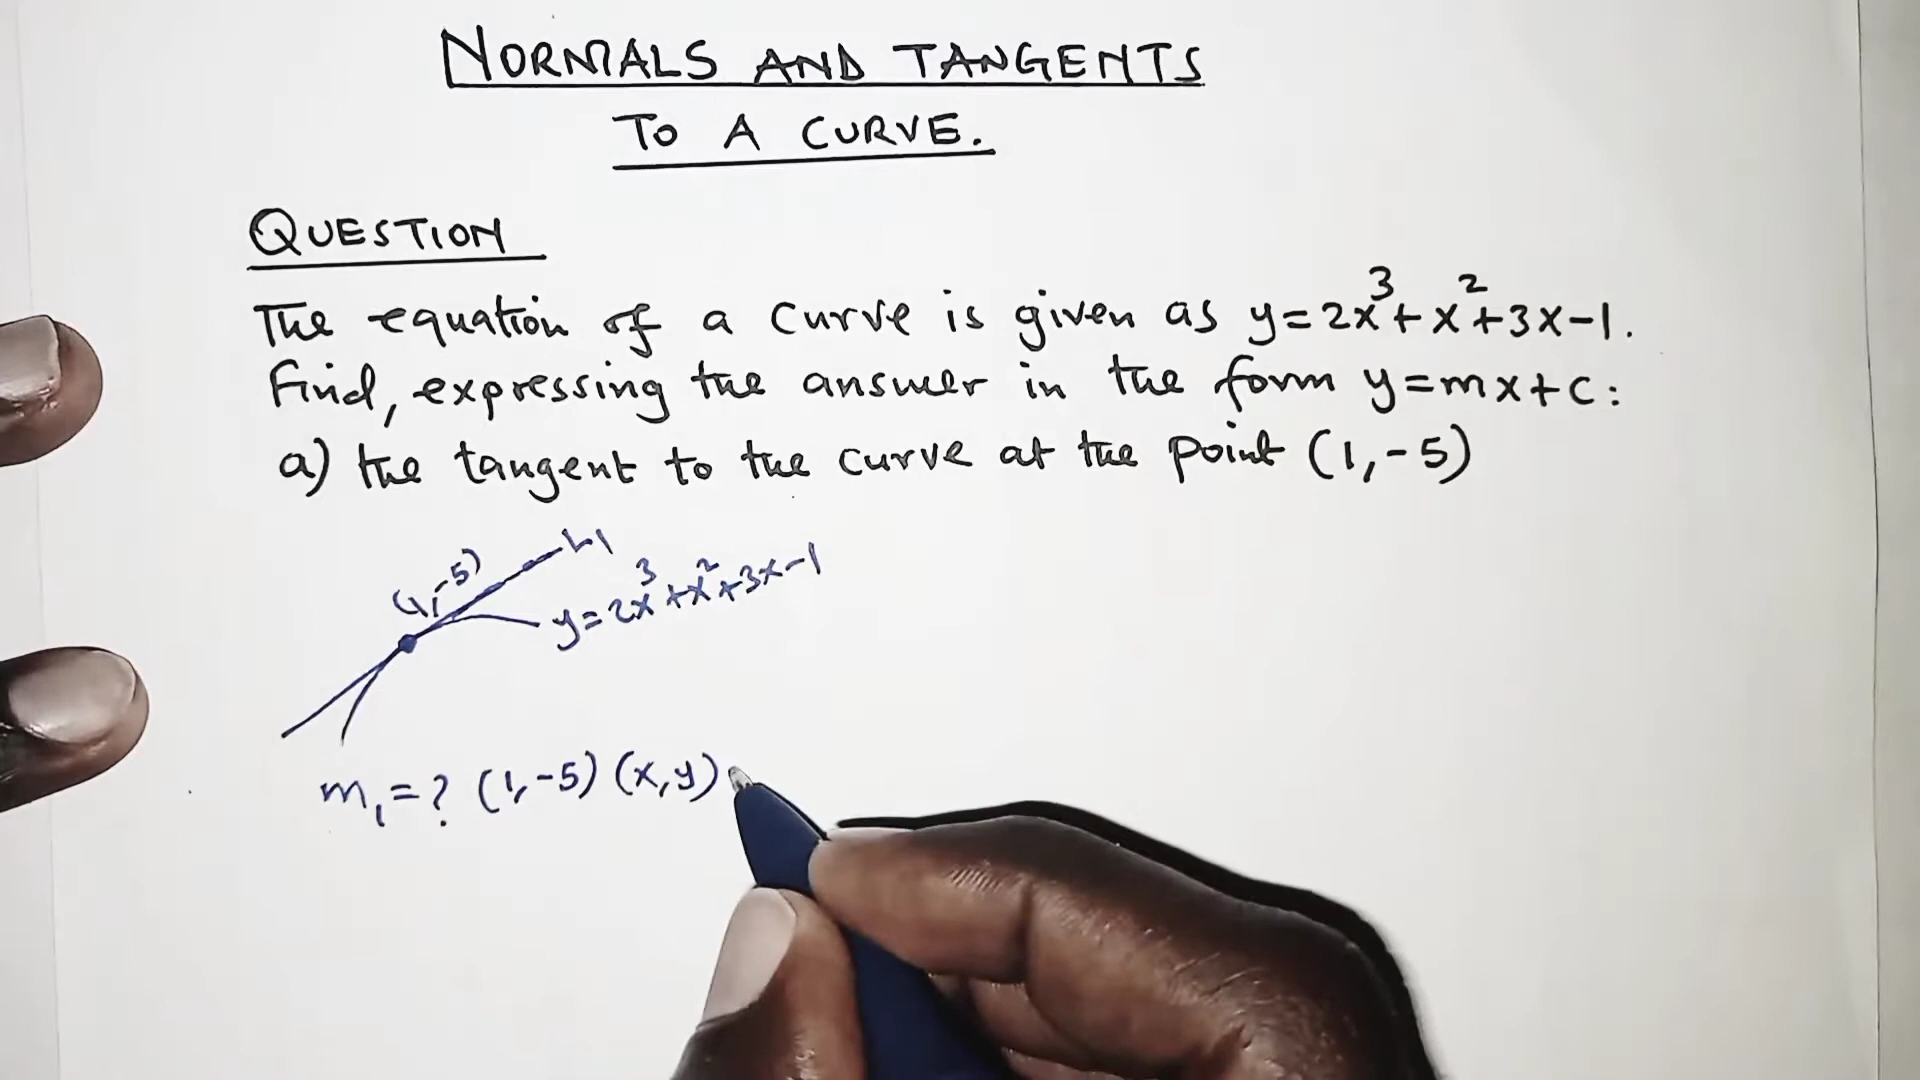 NORMALS AND TANGENTS
TO A CURVE.
QUESTION
The equation of a curve is given as y=2x³+x²+3x-1.
Find, expressing the answer in the form y=mx+c:
a) the tangent to the curve at the point (1,-5)
(1,-5)
L1
y=2x³+x²+3x-1
m₁=? (1,-5) (x,y)